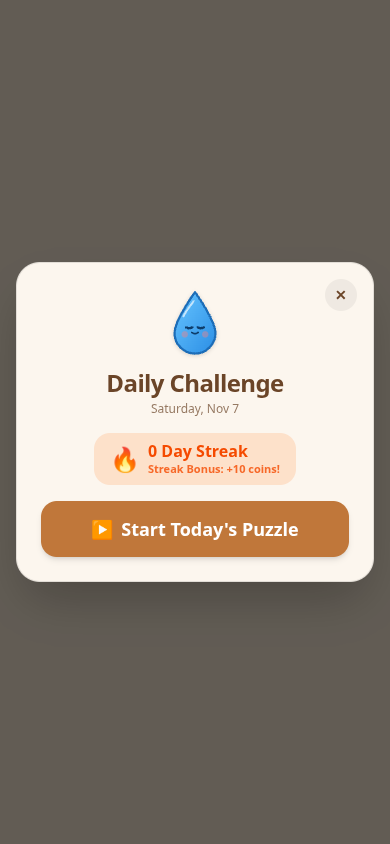 ×
Daily Challenge
Saturday, Nov 7
0 Day Streak
Streak Bonus: +10 coins!
Start Today's Puzzle